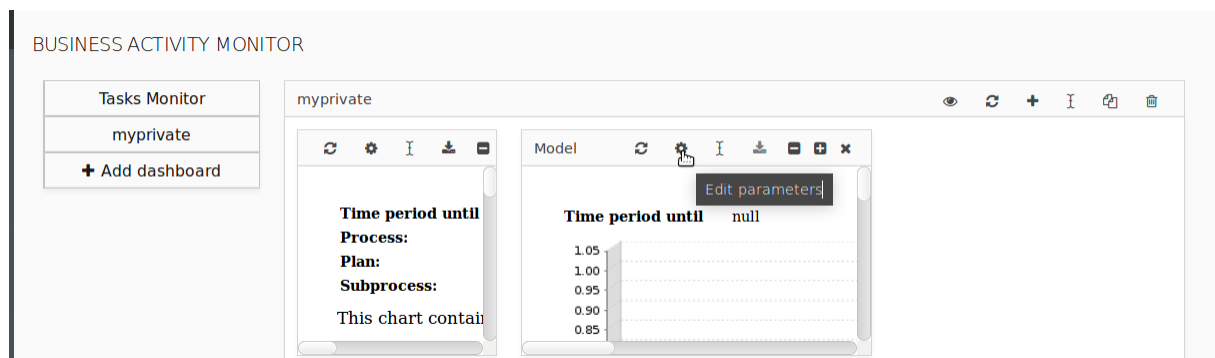 BUSINESS ACTIVITY MONITOR
Tasks Monitor
myprivate
Add dashboard
myprivate
Time period until
Process:
Plan:
Subprocess:
This chart contain
Model
Edit parameters
Time period until null
1.05
1.00
0.95
0.90
0.85